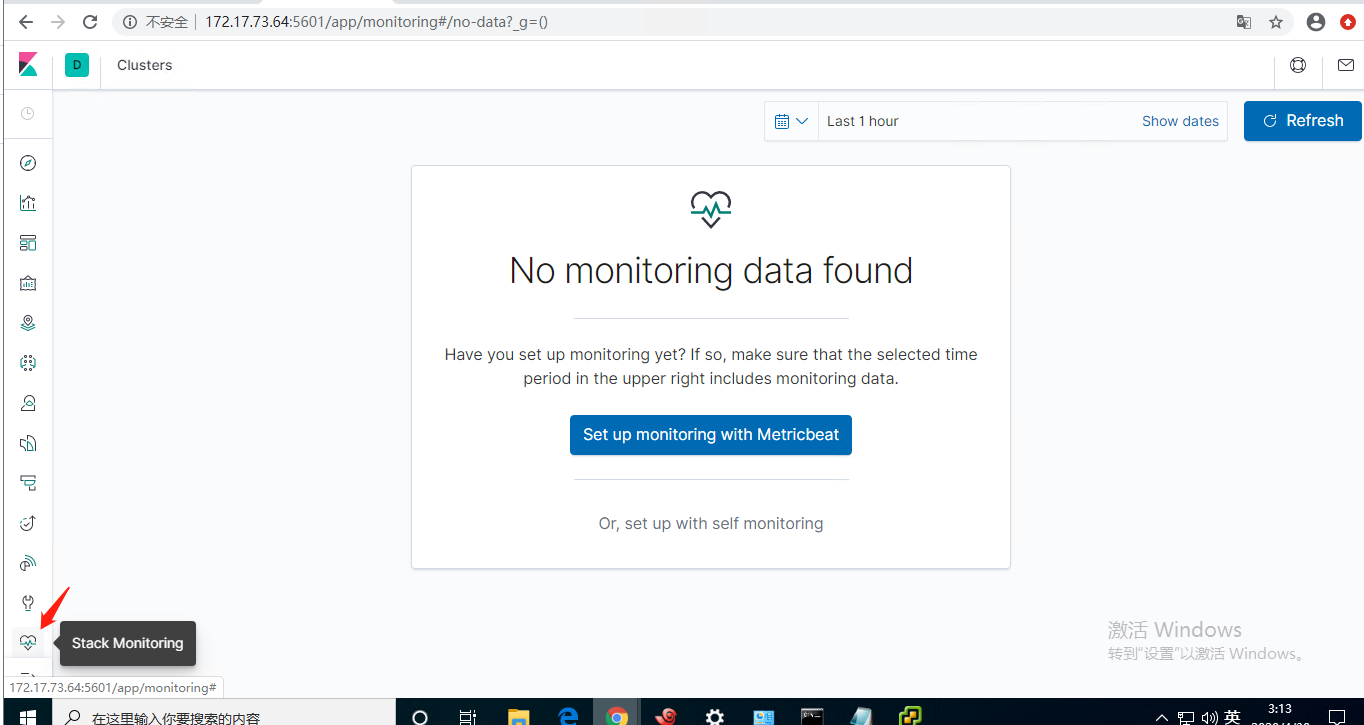 不安全 172.17.73.64:5601/app/monitoring#/no-data?_g=()
D Clusters
Last 1 hour Show dates Refresh
No monitoring data found
Have you set up monitoring yet? If so, make sure that the selected time
period in the upper right includes monitoring data.
Set up monitoring with Metricbeat
Or, set up with self monitoring
Stack Monitoring
激活 Windows
转到"设置"以激活 Windows。
172.17.73.64:5601/app/monitoring#
在这里输入你要搜索的内容
英 3:13